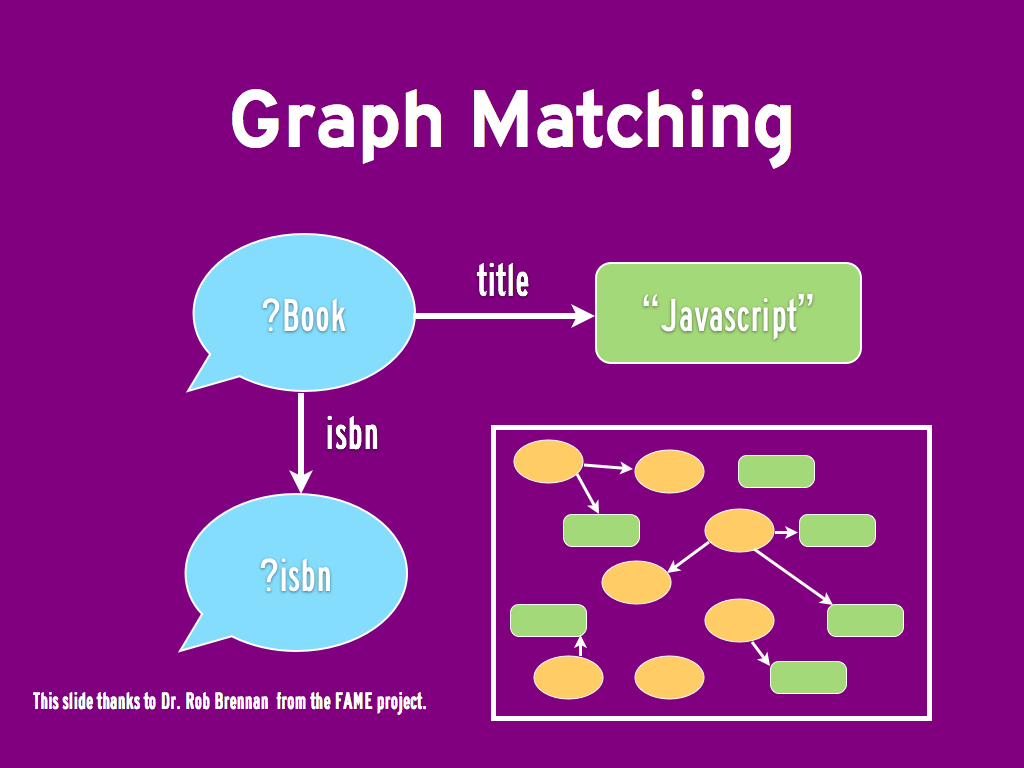 Graph Matching
?Book
title
“Javascript”
isbn
?isbn
This slide thanks to Dr. Rob Brennan from the FAME project.